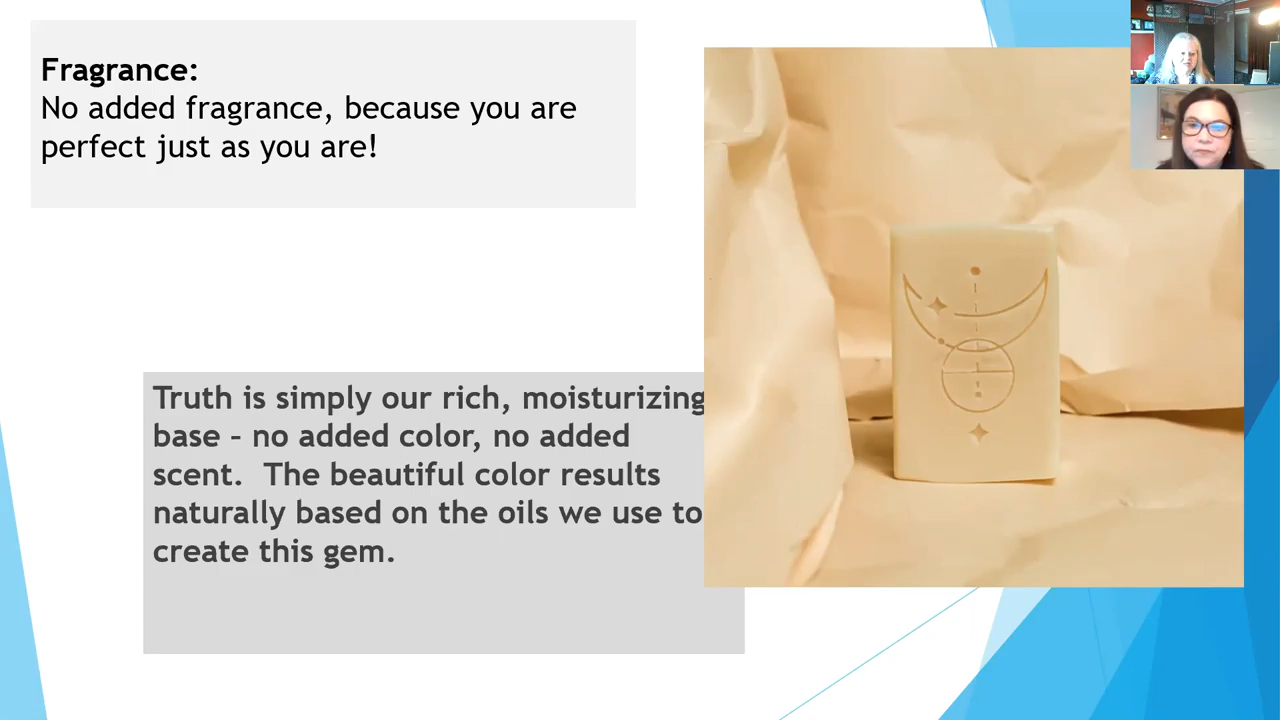 Fragrance:
No added fragrance, because you are
perfect just as you are!
Truth is simply our rich, moisturizing
base – no added color, no added
scent.  The beautiful color results
naturally based on the oils we use to
create this gem.